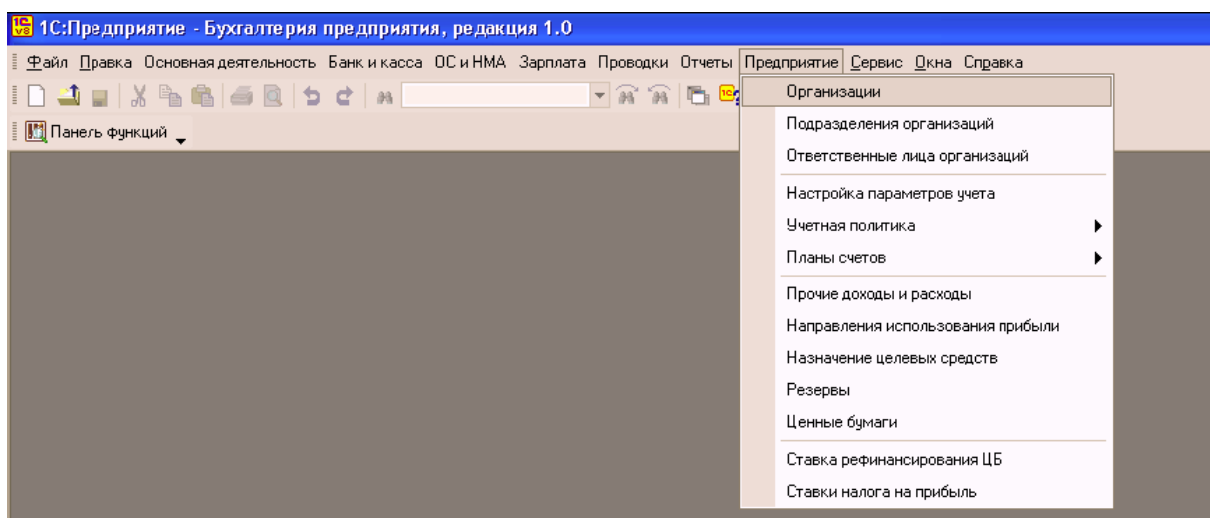 1С:Предприятие - Бухгалтерия предприятия, редакция 1.0
Файл Правка Основная деятельность Банк и касса ОС и НМА Зарплата Проводки Отчеты Предприятие Сервис Окна Справка
Панель функций
Организации
Подразделения организаций
Ответственные лица организаций
Настройка параметров учета
Учетная политика
Планы счетов
Прочие доходы и расходы
Направления использования прибыли
Назначение целевых средств
Резервы
Ценные бумаги
Ставка рефинансирования ЦБ
Ставки налога на прибыль